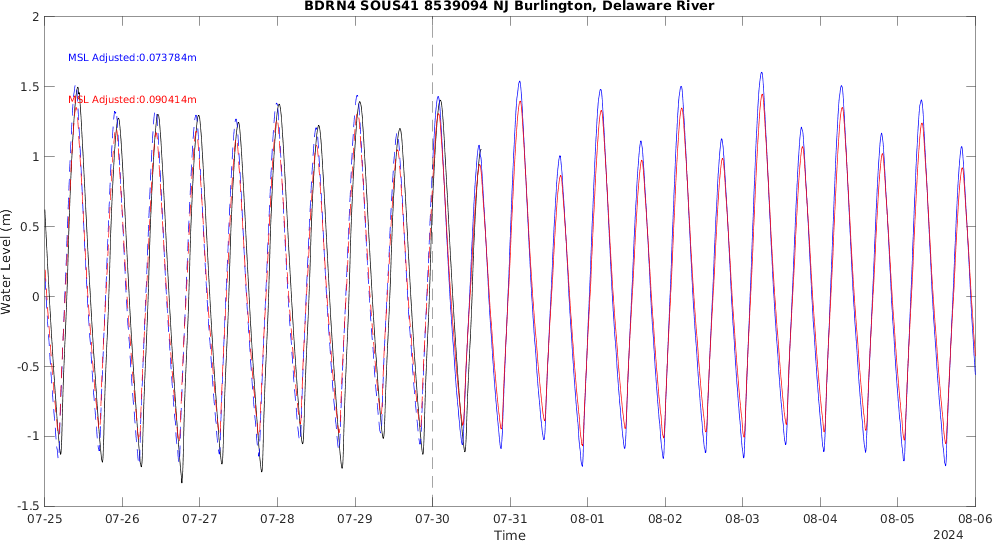 BDRN4 SOUS41 8539094 NJ Burlington, Delaware River
2
1.5
1
0.5
0
-0.5
-1
-1.5
Water Level (m)
MSL Adjusted:0.073784m
MSL Adjusted:0.090414m
07-25 07-26 07-27 07-28 07-29 07-30 07-31 08-01 08-02 08-03 08-04 08-05 08-06
Time
2024